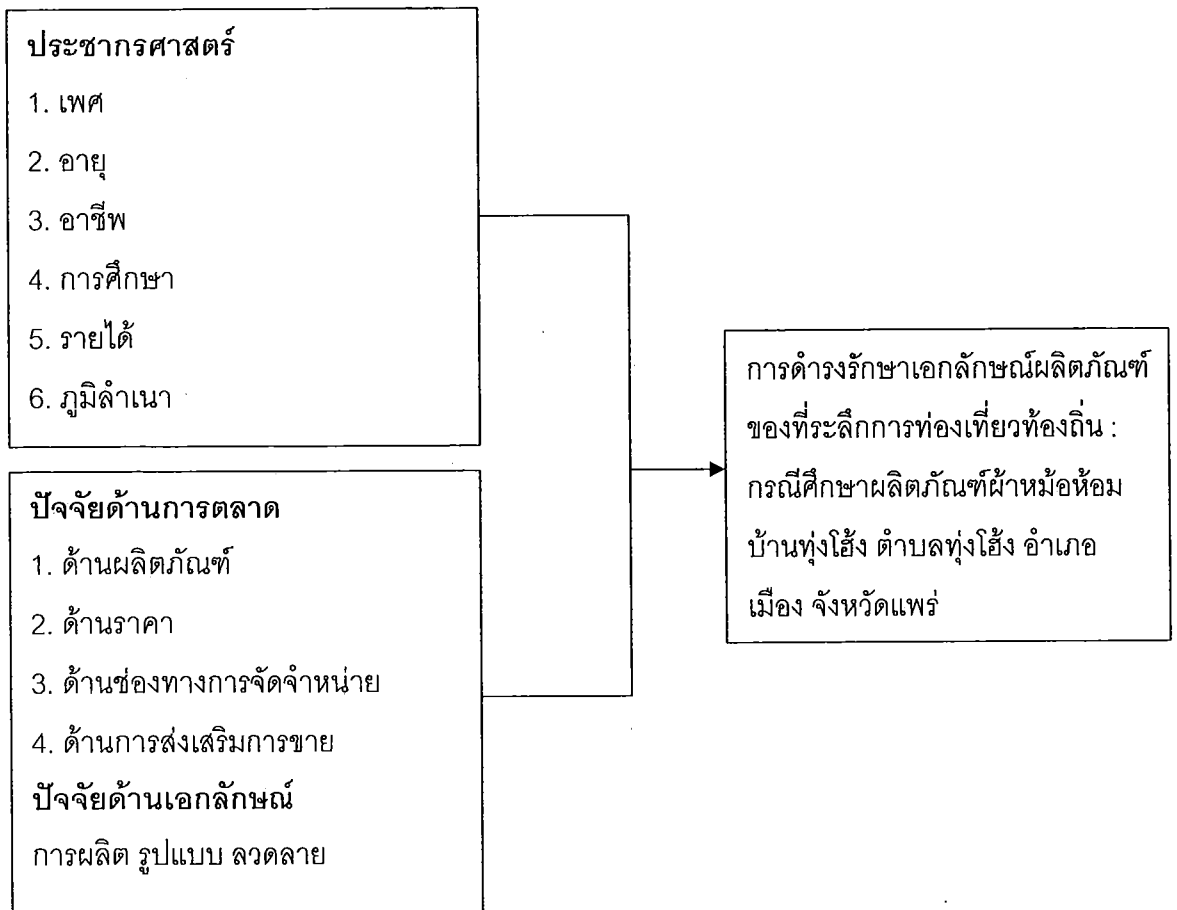 ประชากรศาสตร์
1. เพศ
2. อายุ
3. อาชีพ
4. การศึกษา
5. รายได้
6. ภูมิลำเนา
ปัจจัยด้านการตลาด
1. ด้านผลิตภัณฑ์
2. ด้านราคา
3. ด้านช่องทางการจัดจำหน่าย
4. ด้านการส่งเสริมการขาย
ปัจจัยด้านเอกลักษณ์
การผลิต รูปแบบ ลวดลาย
การดำรงรักษาเอกลักษณ์ผลิตภัณฑ์
ของที่ระลึกการท่องเที่ยวท้องถิ่น :
กรณีศึกษาผลิตภัณฑ์ผ้าหม้อห้อม
บ้านทุ่งโฮ้ง ตำบลทุ่งโฮ้ง อำเภอ
เมือง จังหวัดแพร่